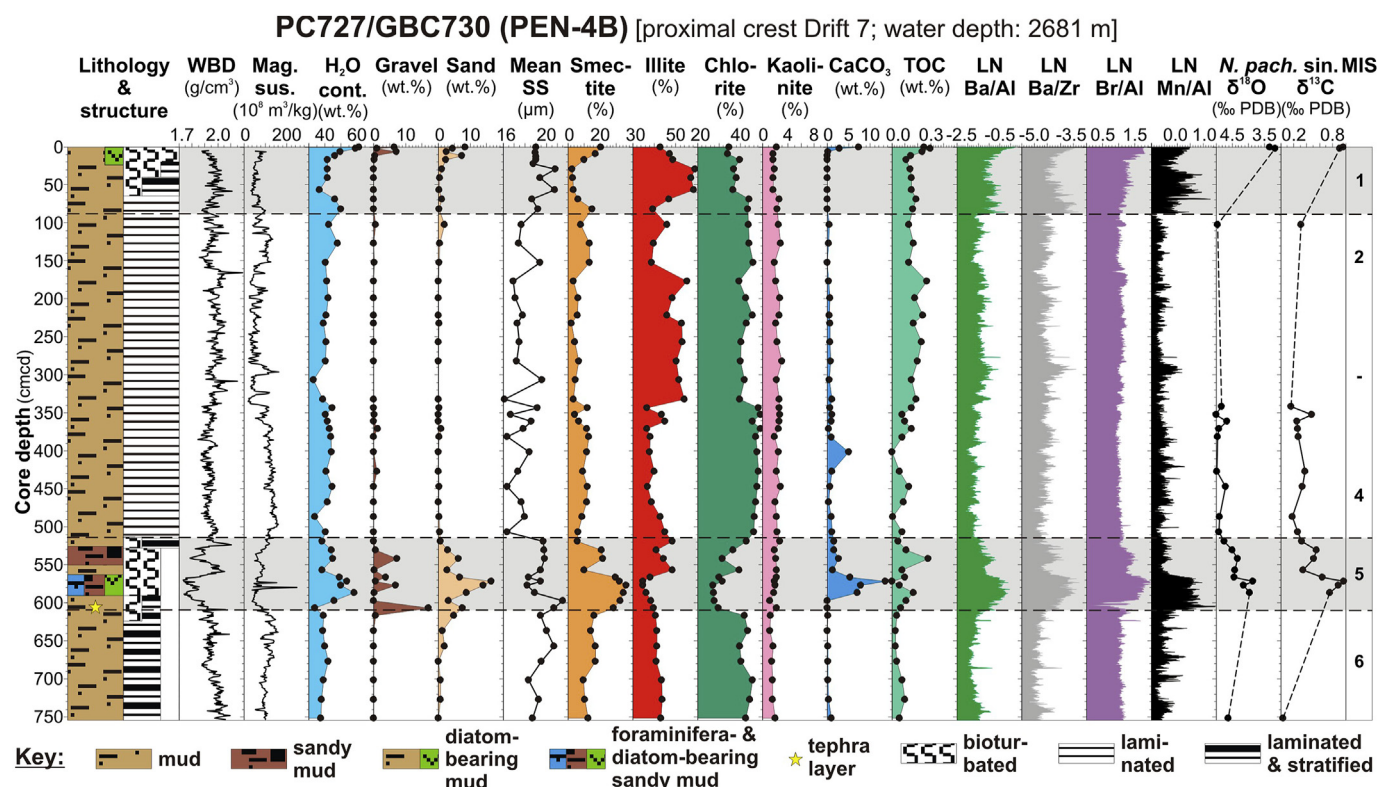 PC727/GBC730 (PEN-4B) [proximal crest Drift 7; water depth: 2681 m]
Lithology & structure
WBD (g/cm³)
Mag. sus. (10⁸ m³/kg)
H₂O cont. (wt.%)
Gravel (wt.%)
Sand (wt.%)
Mean SS (µm)
Smec-tite (%)
Illite (%)
Chlo-rite (%)
Kaoli-nite (%)
CaCO₃ (wt.%)
TOC (wt.%)
LN Ba/Al
LN Ba/Zr
LN Br/Al
LN Mn/Al
N. pach. sin.
δ¹⁸O (‰ PDB)
δ¹³C (‰ PDB)
MIS
1.7 2.0 0 200 40 60 0 10 0 10 16 20 0 20 30 50 20 40 0 4 8 0 5 10 0.0 0.3 -2.5 -0.5 -5.0 -3.5 0.5 1.5 0.0 1.0 4.5 3.5 0.2 0.8
Core depth (cmcd)
0
50
100
150
200
250
300
350
400
450
500
550
600
650
700
750
1
2
-
4
5
6
Key:
mud
sandy mud
diatom-bearing mud
foraminifera- & diatom-bearing sandy mud
tephra layer
biotur-bated
lami-nated
laminated & stratified